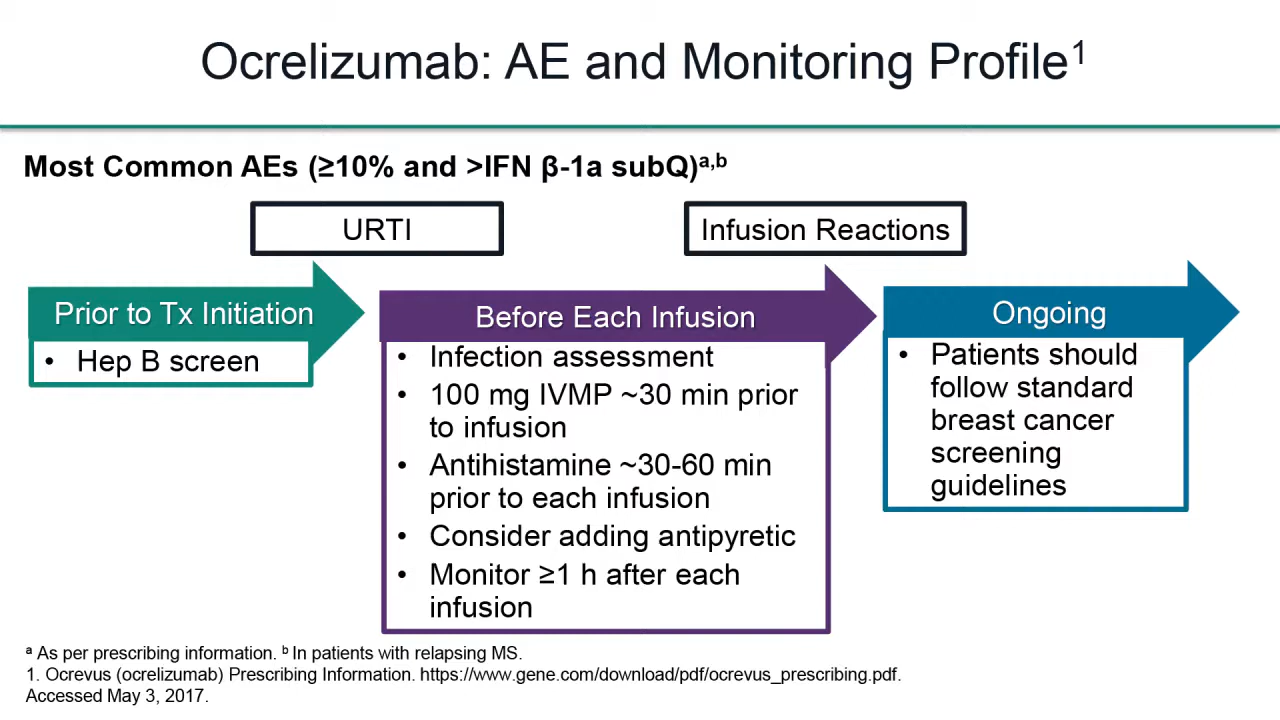 Ocrelizumab: AE and Monitoring Profile¹
Most Common AEs (≥10% and >IFN β-1a subQ)ᵃ,ᵇ
URTI
Infusion Reactions
Prior to Tx Initiation
• Hep B screen
Before Each Infusion
• Infection assessment
• 100 mg IVMP ~30 min prior
to infusion
• Antihistamine ~30-60 min
prior to each infusion
• Consider adding antipyretic
• Monitor ≥1 h after each
infusion
Ongoing
• Patients should
follow standard
breast cancer
screening
guidelines
ᵃ As per prescribing information. ᵇ In patients with relapsing MS.
1. Ocrevus (ocrelizumab) Prescribing Information. https://www.gene.com/download/pdf/ocrevus_prescribing.pdf.
Accessed May 3, 2017.